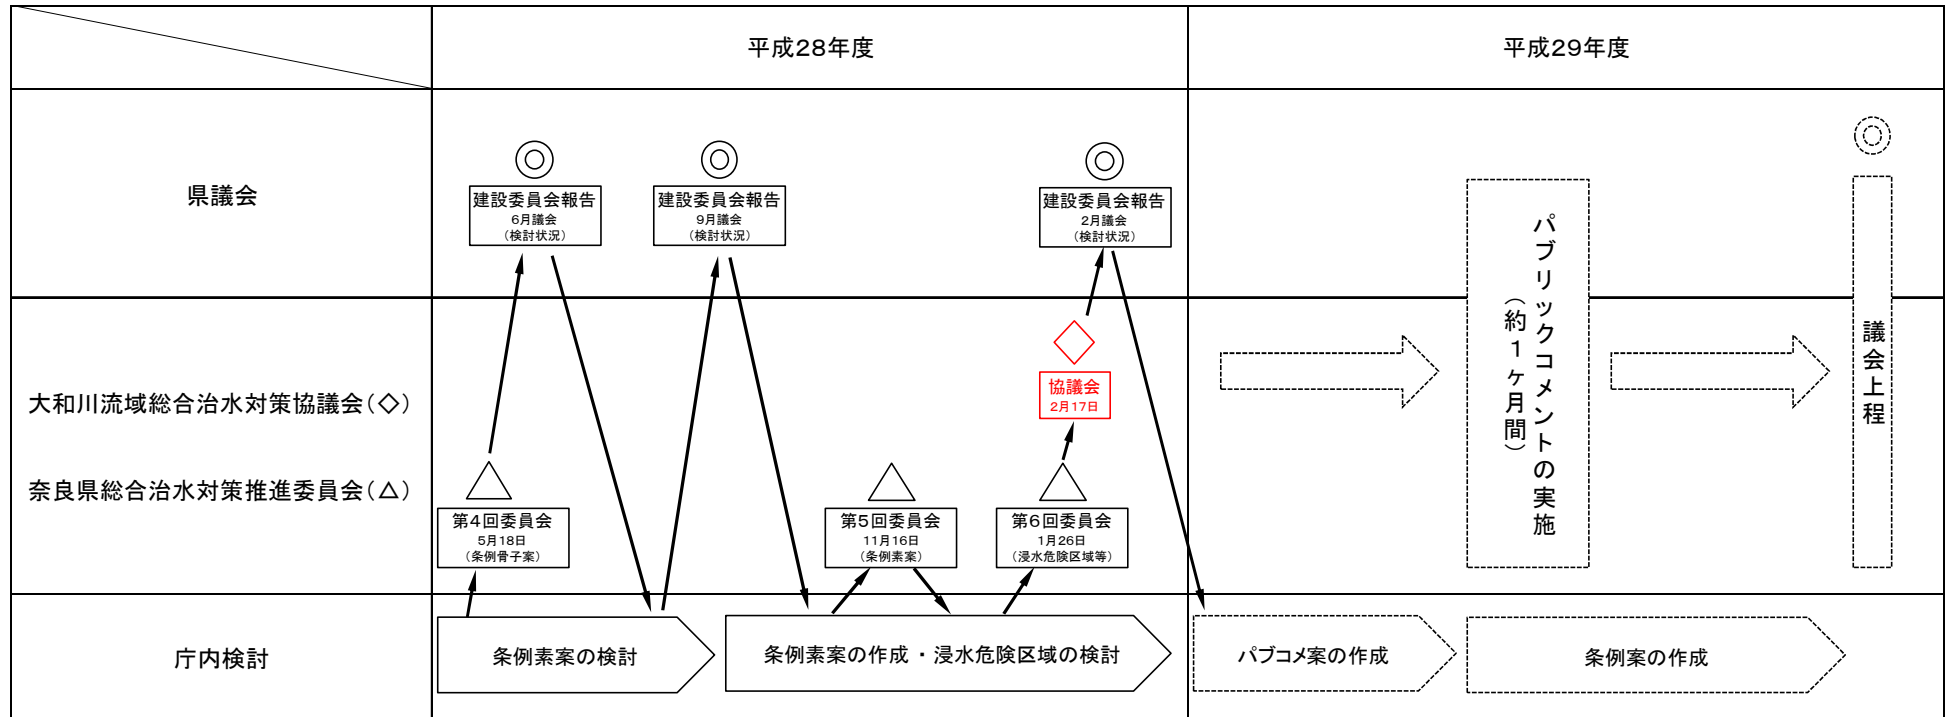 平成28年度
平成29年度
県議会
建設委員会報告
6月議会
（検討状況）
建設委員会報告
9月議会
（検討状況）
建設委員会報告
2月議会
（検討状況）
パブリックコメントの実施
（約1ヶ月間）
議会上程
大和川流域総合治水対策協議会（◇）
奈良県総合治水対策推進委員会（△）
協議会
2月17日
第4回委員会
5月18日
（条例骨子案）
第5回委員会
11月16日
（条例素案）
第6回委員会
1月26日
（浸水危険区域等）
庁内検討
条例素案の検討
条例素案の作成・浸水危険区域の検討
パブコメ案の作成
条例案の作成